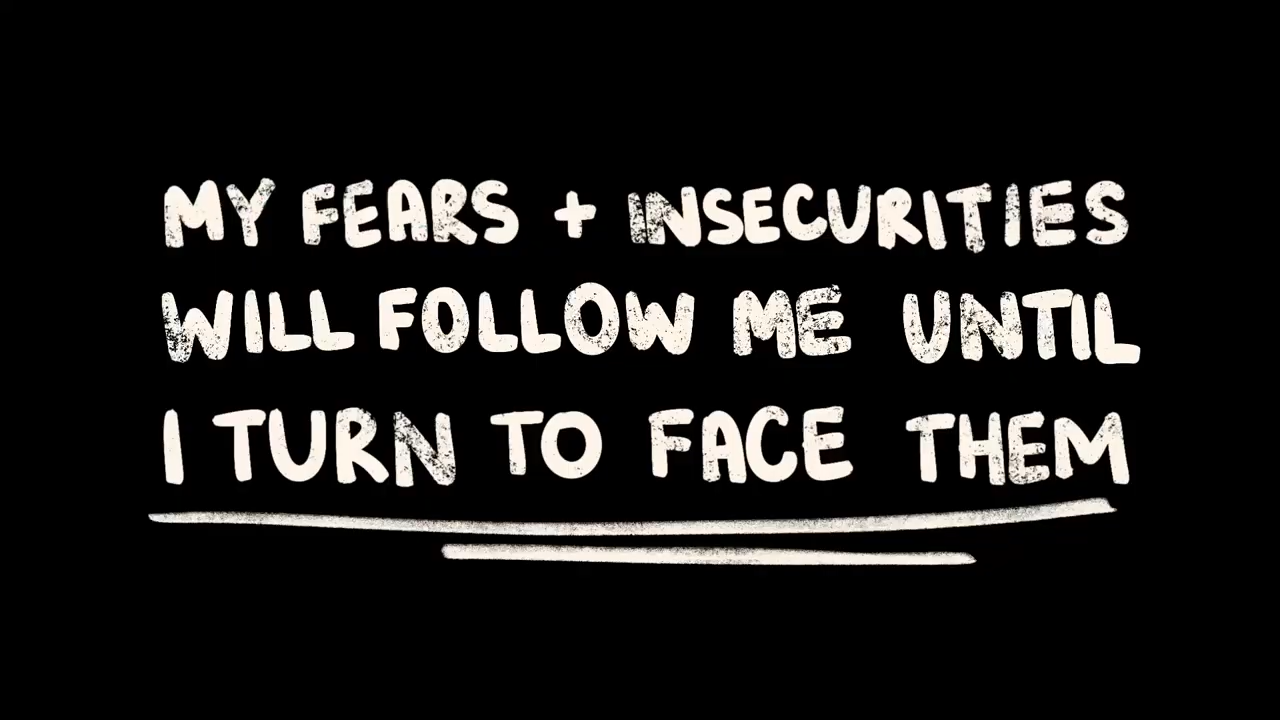 MY FEARS + INSECURITIES
WILL FOLLOW ME UNTIL
I TURN TO FACE THEM